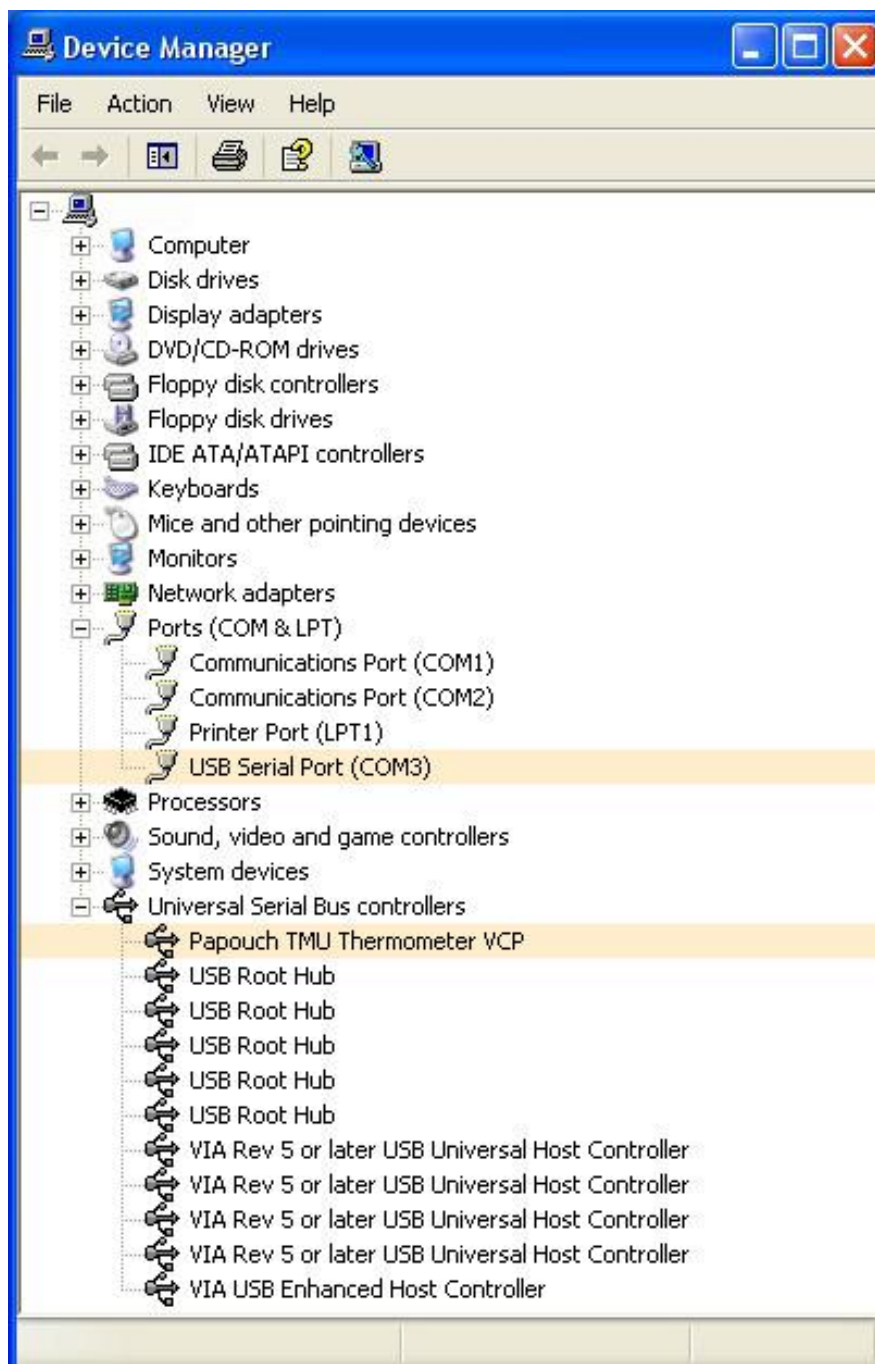 Device Manager
File Action View Help
Computer
Disk drives
Display adapters
DVD/CD-ROM drives
Floppy disk controllers
Floppy disk drives
IDE ATA/ATAPI controllers
Keyboards
Mice and other pointing devices
Monitors
Network adapters
Ports (COM & LPT)
Communications Port (COM1)
Communications Port (COM2)
Printer Port (LPT1)
USB Serial Port (COM3)
Processors
Sound, video and game controllers
System devices
Universal Serial Bus controllers
Papouch TMU Thermometer VCP
USB Root Hub
USB Root Hub
USB Root Hub
USB Root Hub
USB Root Hub
VIA Rev 5 or later USB Universal Host Controller
VIA Rev 5 or later USB Universal Host Controller
VIA Rev 5 or later USB Universal Host Controller
VIA Rev 5 or later USB Universal Host Controller
VIA USB Enhanced Host Controller